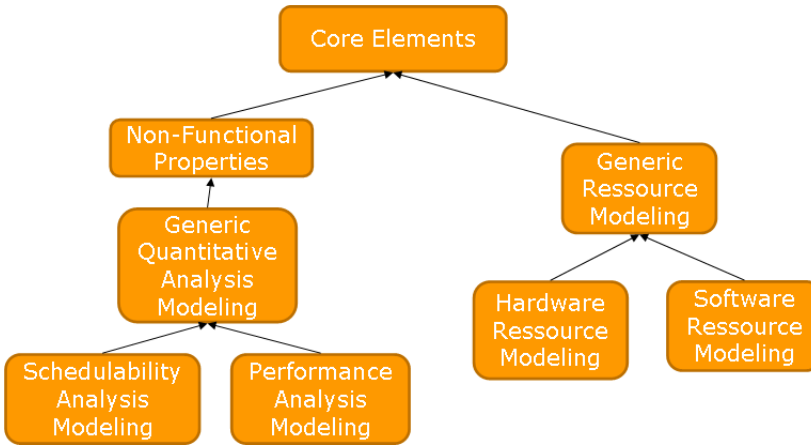 Core Elements
Non-Functional
Properties
Generic
Ressource
Modeling
Generic
Quantitative
Analysis
Modeling
Hardware
Ressource
Modeling
Software
Ressource
Modeling
Schedulability
Analysis
Modeling
Performance
Analysis
Modeling